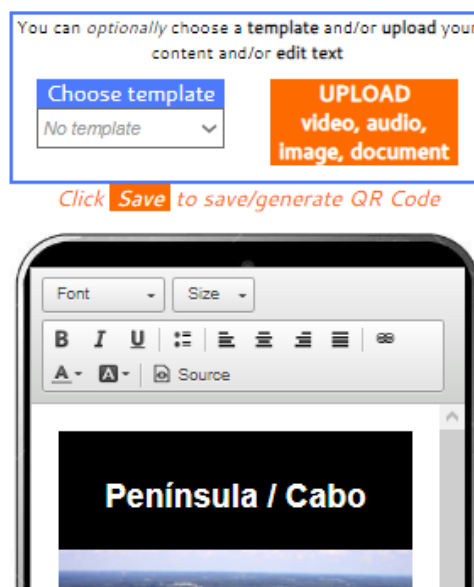 You can optionally choose a template and/or upload your
content and/or edit text
Choose template
No template
UPLOAD
video, audio,
image, document
Click Save to save/generate QR Code
Font
Size
B I U
A A Source
Península / Cabo